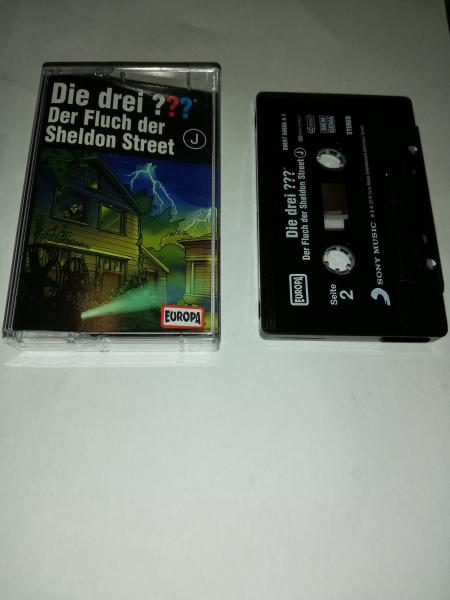 Die drei ???
Der Fluch der
Sheldon Street
J
EUROPA
Die drei ???
Der Fluch der Sheldon Street
J
STEREO
EUROPA
Seite
2
SONY MUSIC